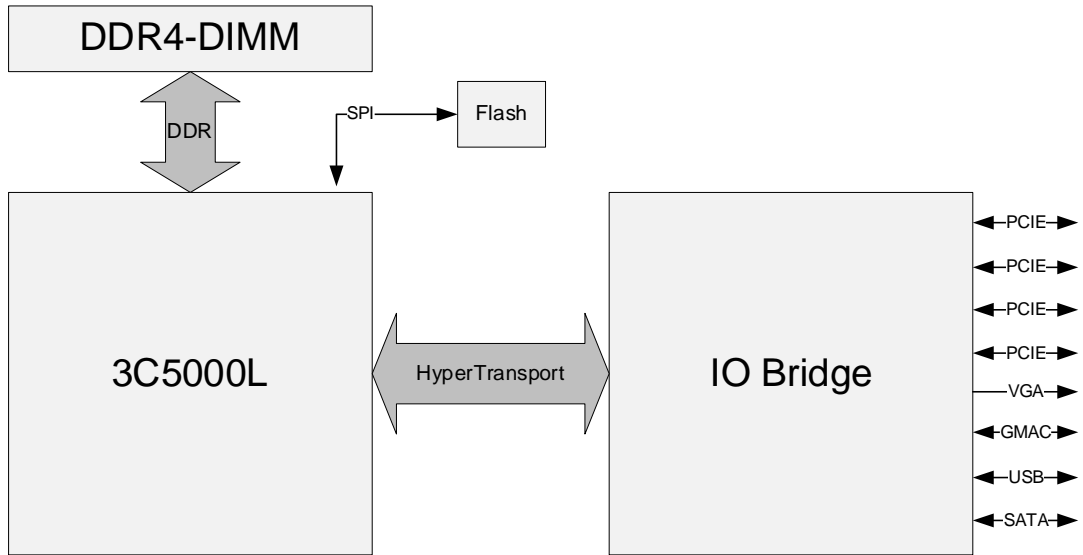 DDR4-DIMM
DDR
SPI
Flash
3C5000L
HyperTransport
IO Bridge
PCIE
PCIE
PCIE
PCIE
VGA
GMAC
USB
SATA